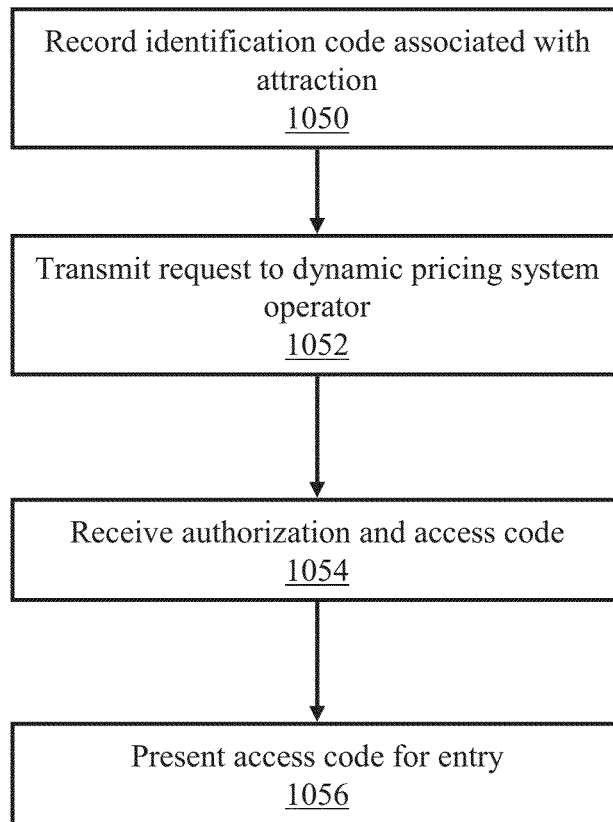 Record identification code associated with
attraction
1050
Transmit request to dynamic pricing system
operator
1052
Receive authorization and access code
1054
Present access code for entry
1056